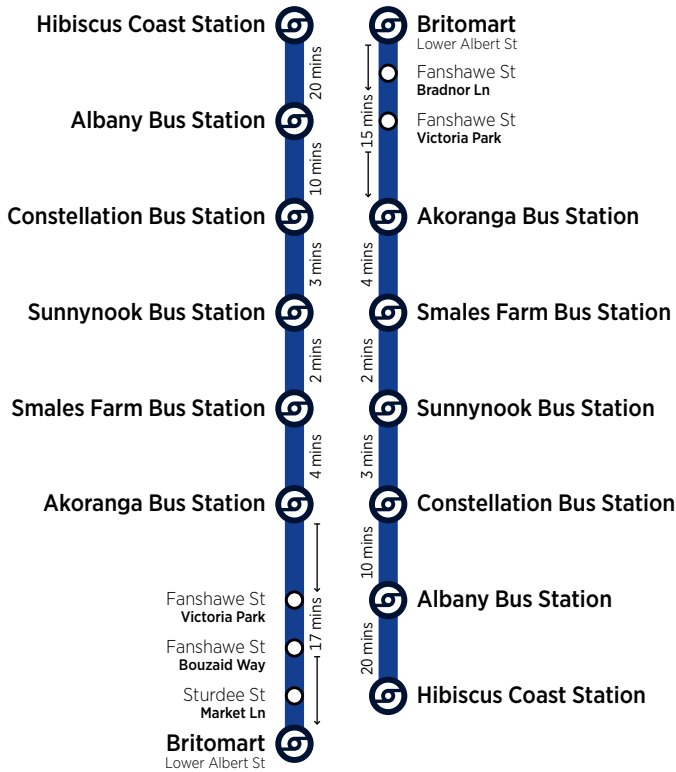 Hibiscus Coast Station
20 mins
Albany Bus Station
10 mins
Constellation Bus Station
3 mins
Sunnynook Bus Station
2 mins
Smales Farm Bus Station
4 mins
Akoranga Bus Station
17 mins
Fanshawe St
Victoria Park
Fanshawe St
Bouzaid Way
Sturdee St
Market Ln
Britomart
Lower Albert St
Britomart
Lower Albert St
Fanshawe St
Bradnor Ln
15 mins
Fanshawe St
Victoria Park
Akoranga Bus Station
4 mins
Smales Farm Bus Station
2 mins
Sunnynook Bus Station
3 mins
Constellation Bus Station
10 mins
Albany Bus Station
20 mins
Hibiscus Coast Station